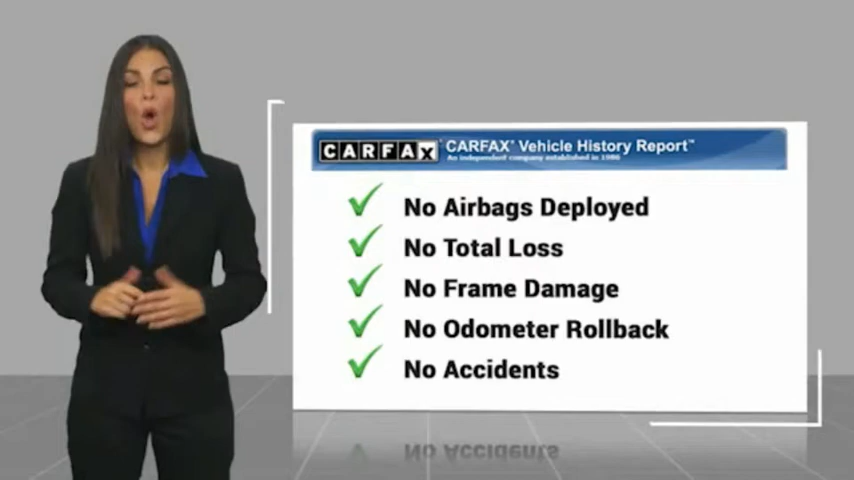 CARFAX CARFAX® Vehicle History Report™
An independent company established in 1986
No Airbags Deployed
No Total Loss
No Frame Damage
No Odometer Rollback
No Accidents
No Accidents